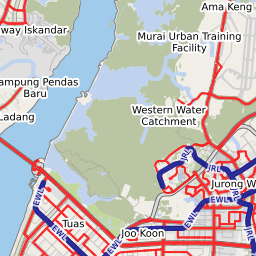 Ama Keng
way Iskandar
Murai Urban Training
Facility
ampung Pendas
Baru
Ladang
Western Water
Catchment
JRL
JRL
JRL
Jurong W
EWL
EWL
Tuas
Joo Koon
EWL
EWL